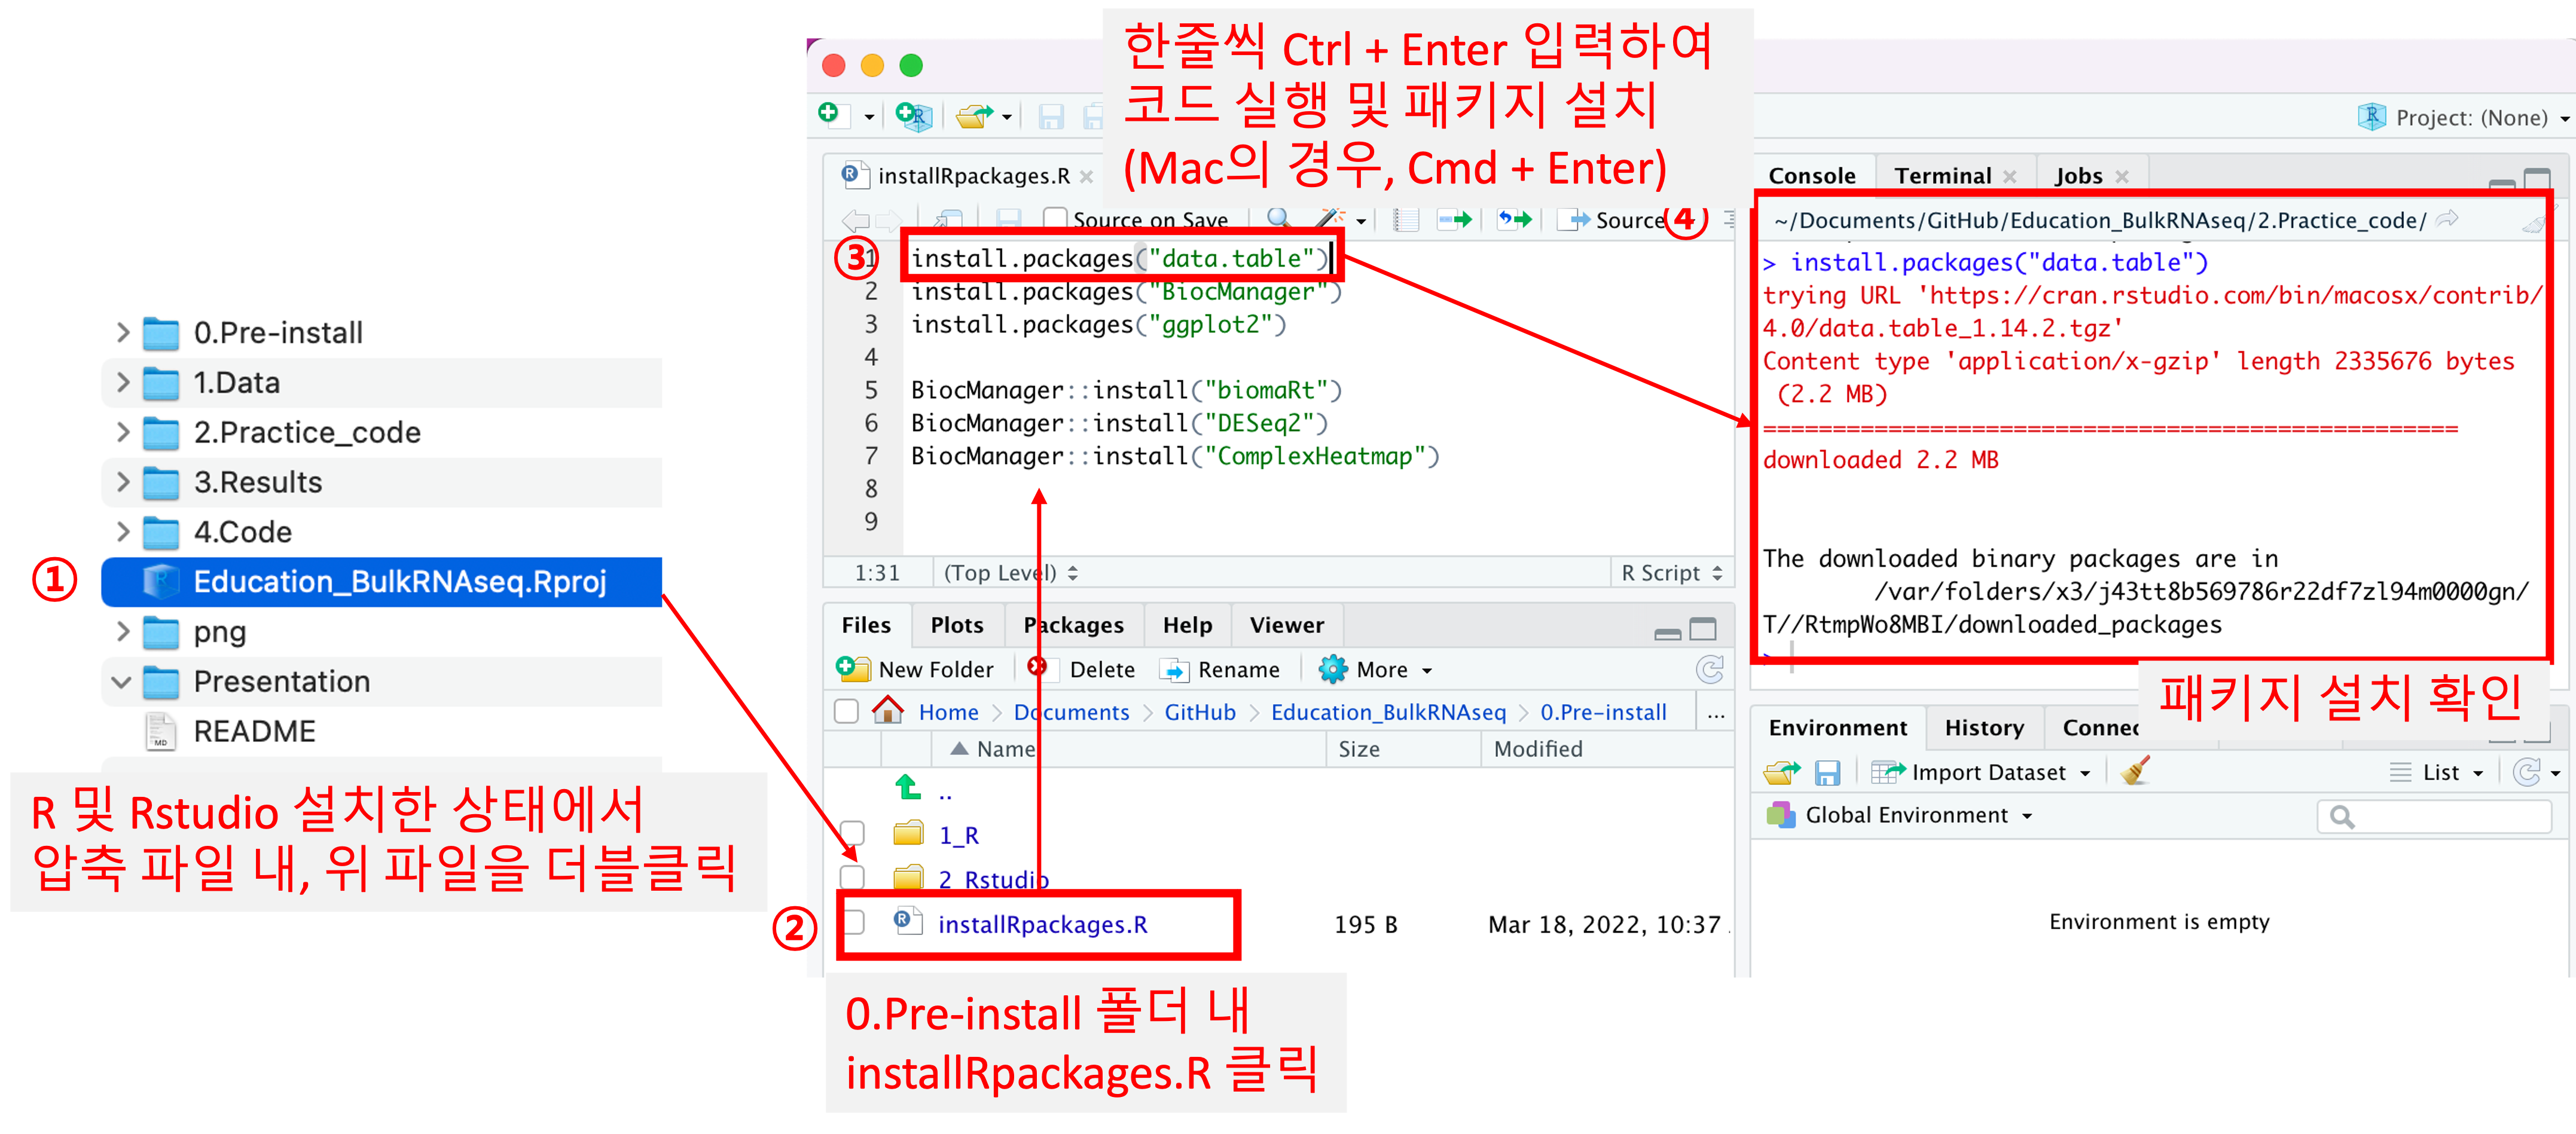 한줄씩 Ctrl + Enter 입력하여
코드 실행 및 패키지 설치
(Mac의 경우, Cmd + Enter)
①
0.Pre-install
1.Data
2.Practice_code
3.Results
4.Code
Education_BulkRNAseq.Rproj
png
Presentation
README
R 및 Rstudio 설치한 상태에서
압축 파일 내, 위 파일을 더블클릭
Project: (None)
installRpackages.R
Source on Save
Source
③
1 install.packages("data.table")
2 install.packages("BiocManager")
3 install.packages("ggplot2")
4
5 BiocManager::install("biomaRt")
6 BiocManager::install("DESeq2")
7 BiocManager::install("ComplexHeatmap")
8
9
1:31 (Top Level) R Script
Files Plots Packages Help Viewer
New Folder Delete Rename More
Home > Documents > GitHub > Education_BulkRNAseq > 0.Pre-install ...
Name Size Modified
..
1_R
2_Rstudio
②
installRpackages.R 195 B Mar 18, 2022, 10:37
0.Pre-install 폴더 내
installRpackages.R 클릭
④
Console Terminal Jobs
~/Documents/GitHub/Education_BulkRNAseq/2.Practice_code/
> install.packages("data.table")
trying URL 'https://cran.rstudio.com/bin/macosx/contrib/
4.0/data.table_1.14.2.tgz'
Content type 'application/x-gzip' length 2335676 bytes
(2.2 MB)
==================================================
downloaded 2.2 MB
The downloaded binary packages are in
/var/folders/x3/j43tt8b569786r22df7zl94m0000gn/
T//RtmpWo8MBI/downloaded_packages
>
패키지 설치 확인
Environment History Connec
Import Dataset List
Global Environment
Environment is empty